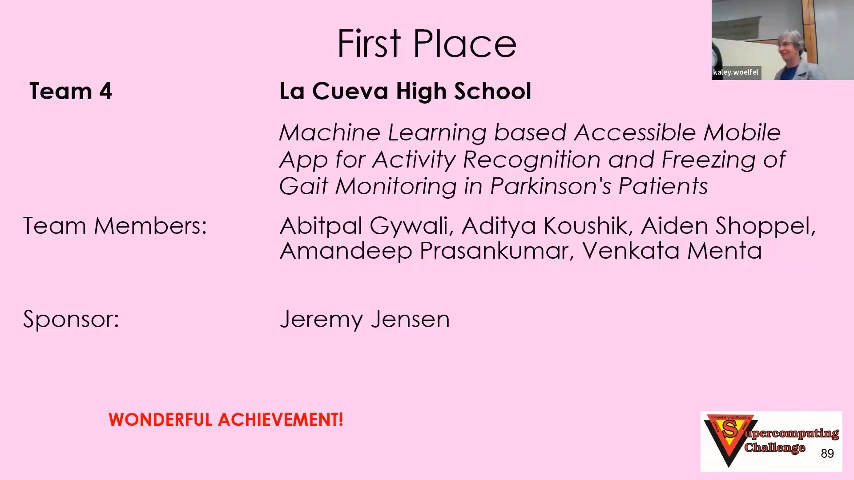 First Place
kaley.woelfel
Team 4
La Cueva High School
Machine Learning based Accessible Mobile
App for Activity Recognition and Freezing of
Gait Monitoring in Parkinson's Patients
Team Members:
Abitpal Gywali, Aditya Koushik, Aiden Shoppel,
Amandeep Prasankumar, Venkata Menta
Sponsor:
Jeremy Jensen
WONDERFUL ACHIEVEMENT!
Supercomputing
Challenge
89